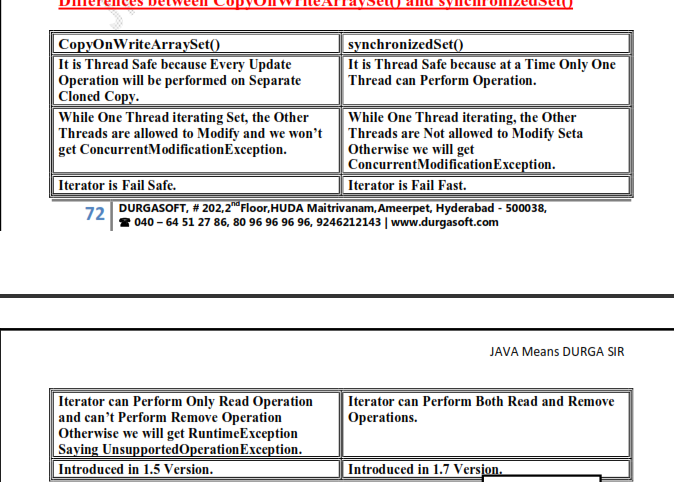 Differences between CopyOnWriteArraySet() and synchronizedSet()
CopyOnWriteArraySet()
synchronizedSet()
It is Thread Safe because Every Update
Operation will be performed on Separate
Cloned Copy.
It is Thread Safe because at a Time Only One
Thread can Perform Operation.
While One Thread iterating Set, the Other
Threads are allowed to Modify and we won't
get ConcurrentModificationException.
While One Thread iterating, the Other
Threads are Not allowed to Modify Seta
Otherwise we will get
ConcurrentModificationException.
Iterator is Fail Safe.
Iterator is Fail Fast.
72
DURGASOFT, # 202,2nd Floor,HUDA Maitrivanam,Ameerpet, Hyderabad - 500038,
☎ 040 – 64 51 27 86, 80 96 96 96 96, 9246212143 | www.durgasoft.com
JAVA Means DURGA SIR
Iterator can Perform Only Read Operation
and can't Perform Remove Operation
Otherwise we will get RuntimeException
Saying UnsupportedOperationException.
Iterator can Perform Both Read and Remove
Operations.
Introduced in 1.5 Version.
Introduced in 1.7 Version.